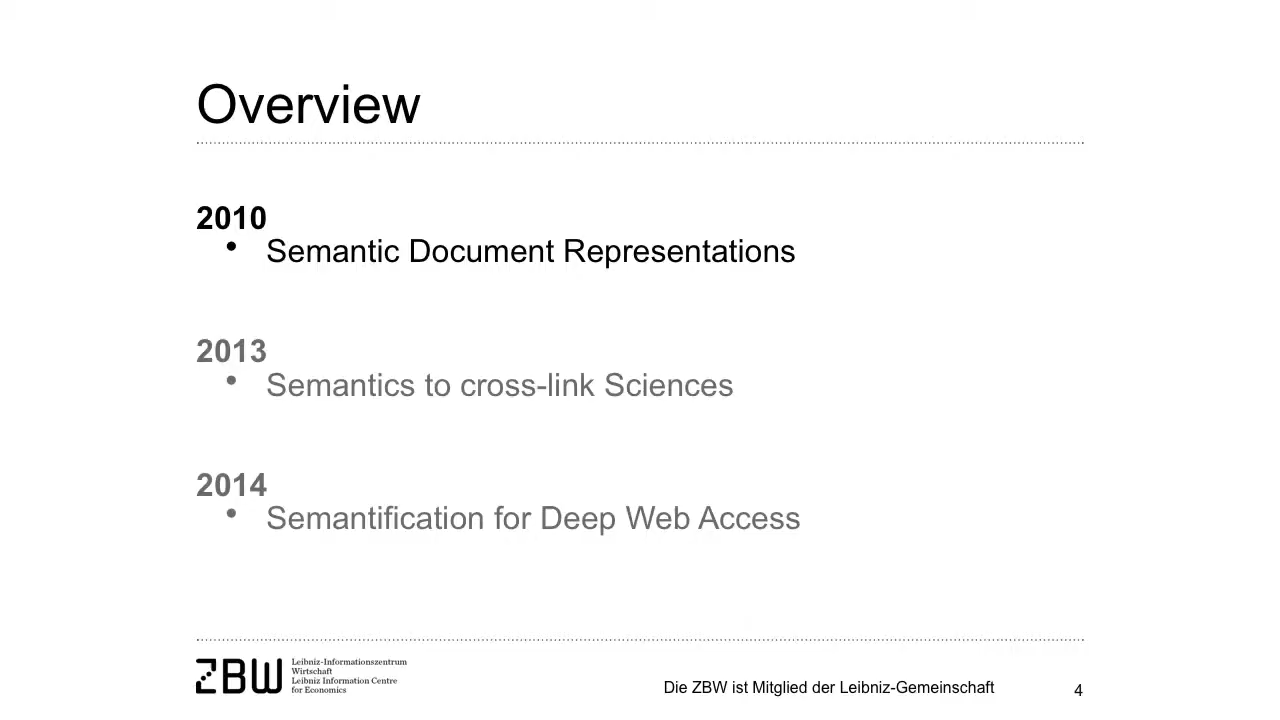 Overview
2010
• Semantic Document Representations
2013
• Semantics to cross-link Sciences
2014
• Semantification for Deep Web Access
ZBW
Leibniz-Informationszentrum
Wirtschaft
Leibniz Information Centre
for Economics
Die ZBW ist Mitglied der Leibniz-Gemeinschaft
4